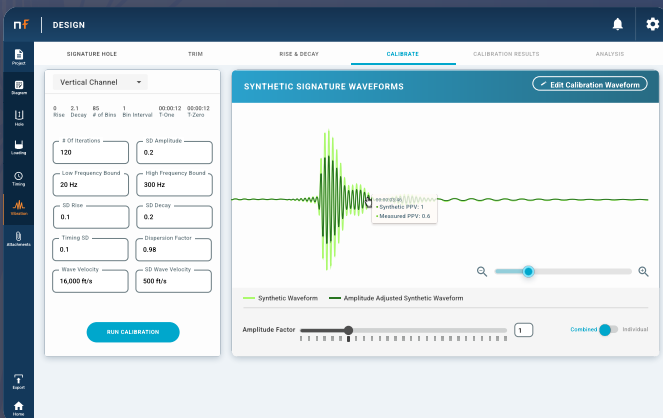 nf
DESIGN
SIGNATURE HOLE
TRIM
RISE & DECAY
CALIBRATE
CALIBRATION RESULTS
ANALYSIS
Project
Diagram
Hole
Loading
Timing
Vibration
Attachments
Export
Home
Vertical Channel
0 2.1 85 1 00:00:12 00:00:12
Rise Decay # of Bins Bin Interval T-One T-Zero
# Of Iterations
120
SD Amplitude
0.2
Low Frequency Bound
20 Hz
High Frequency Bound
300 Hz
SD Rise
0.1
SD Decay
0.2
Timing SD
0.1
Dispersion Factor
0.98
Wave Velocity
16,000 ft/s
SD Wave Velocity
500 ft/s
RUN CALIBRATION
SYNTHETIC SIGNATURE WAVEFORMS
Edit Calibration Waveform
• Synthetic PPV: 1
• Measured PPV: 0.6
Synthetic Waveform
Amplitude Adjusted Synthetic Waveform
Amplitude Factor
1
Combined
Individual